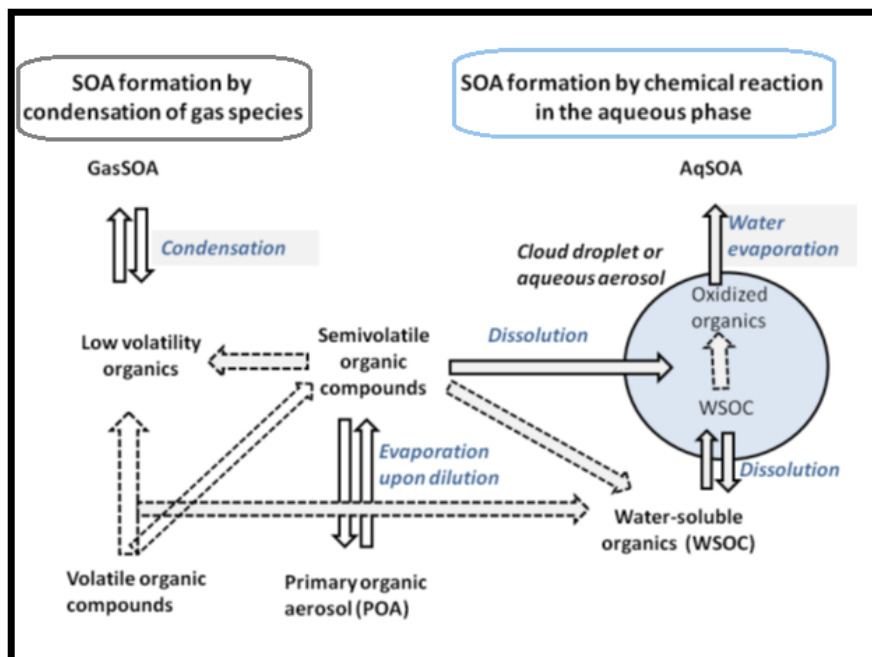 SOA formation by
condensation of gas species
SOA formation by chemical reaction
in the aqueous phase
GasSOA
AqSOA
Condensation
Water
evaporation
Cloud droplet or
aqueous aerosol
Oxidized
organics
Low volatility
organics
Semivolatile
organic
compounds
Dissolution
WSOC
Evaporation
upon dilution
Dissolution
Water-soluble
organics (WSOC)
Volatile organic
compounds
Primary organic
aerosol (POA)